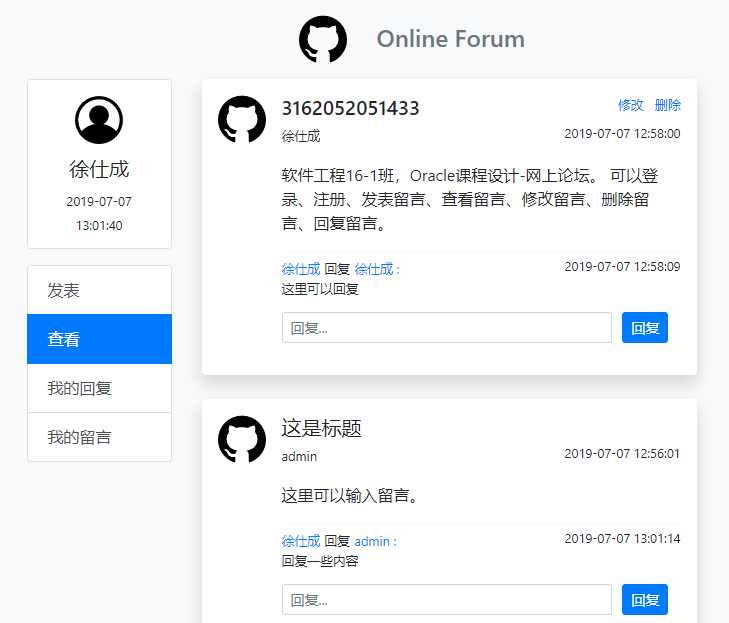 Online Forum
徐仕成
2019-07-07
13:01:40
发表
查看
我的回复
我的留言
3162052051433
修改 删除
徐仕成
2019-07-07 12:58:00
软件工程16-1班，Oracle课程设计-网上论坛。 可以登
录、注册、发表留言、查看留言、修改留言、删除留
言、回复留言。
徐仕成 回复 徐仕成 :
2019-07-07 12:58:09
这里可以回复
回复...
回复
这是标题
admin
2019-07-07 12:56:01
这里可以输入留言。
徐仕成 回复 admin :
2019-07-07 13:01:14
回复一些内容
回复...
回复